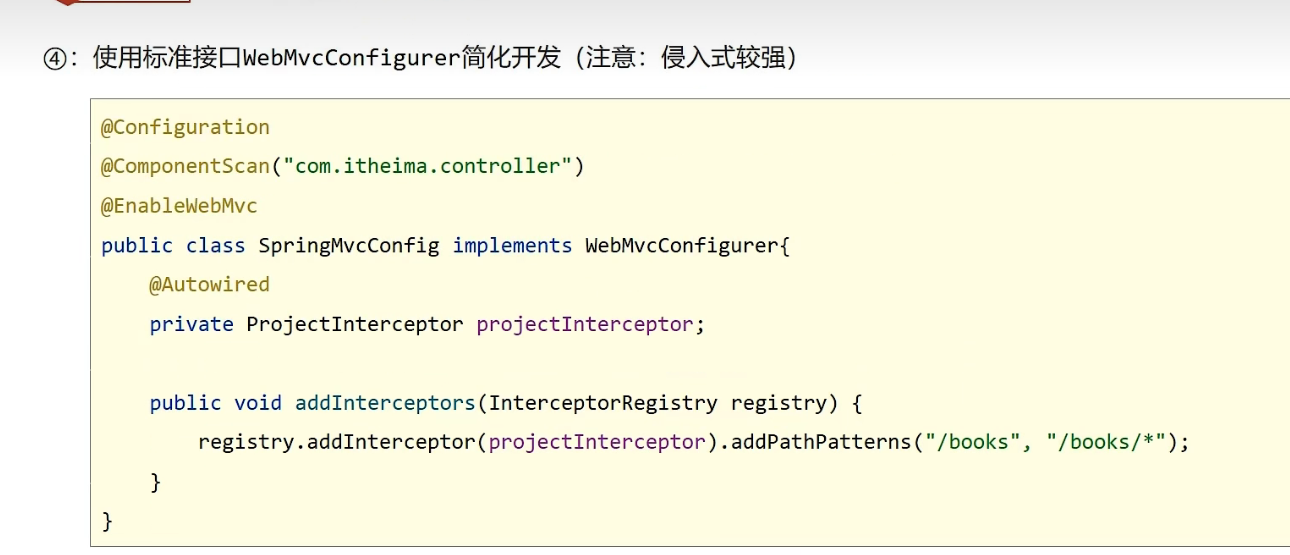 ④：使用标准接口WebMvcConfigurer简化开发（注意：侵入式较强）
@Configuration
@ComponentScan("com.itheima.controller")
@EnableWebMvc
public class SpringMvcConfig implements WebMvcConfigurer{
    @Autowired
    private ProjectInterceptor projectInterceptor;

    public void addInterceptors(InterceptorRegistry registry) {
        registry.addInterceptor(projectInterceptor).addPathPatterns("/books", "/books/*");
    }
}